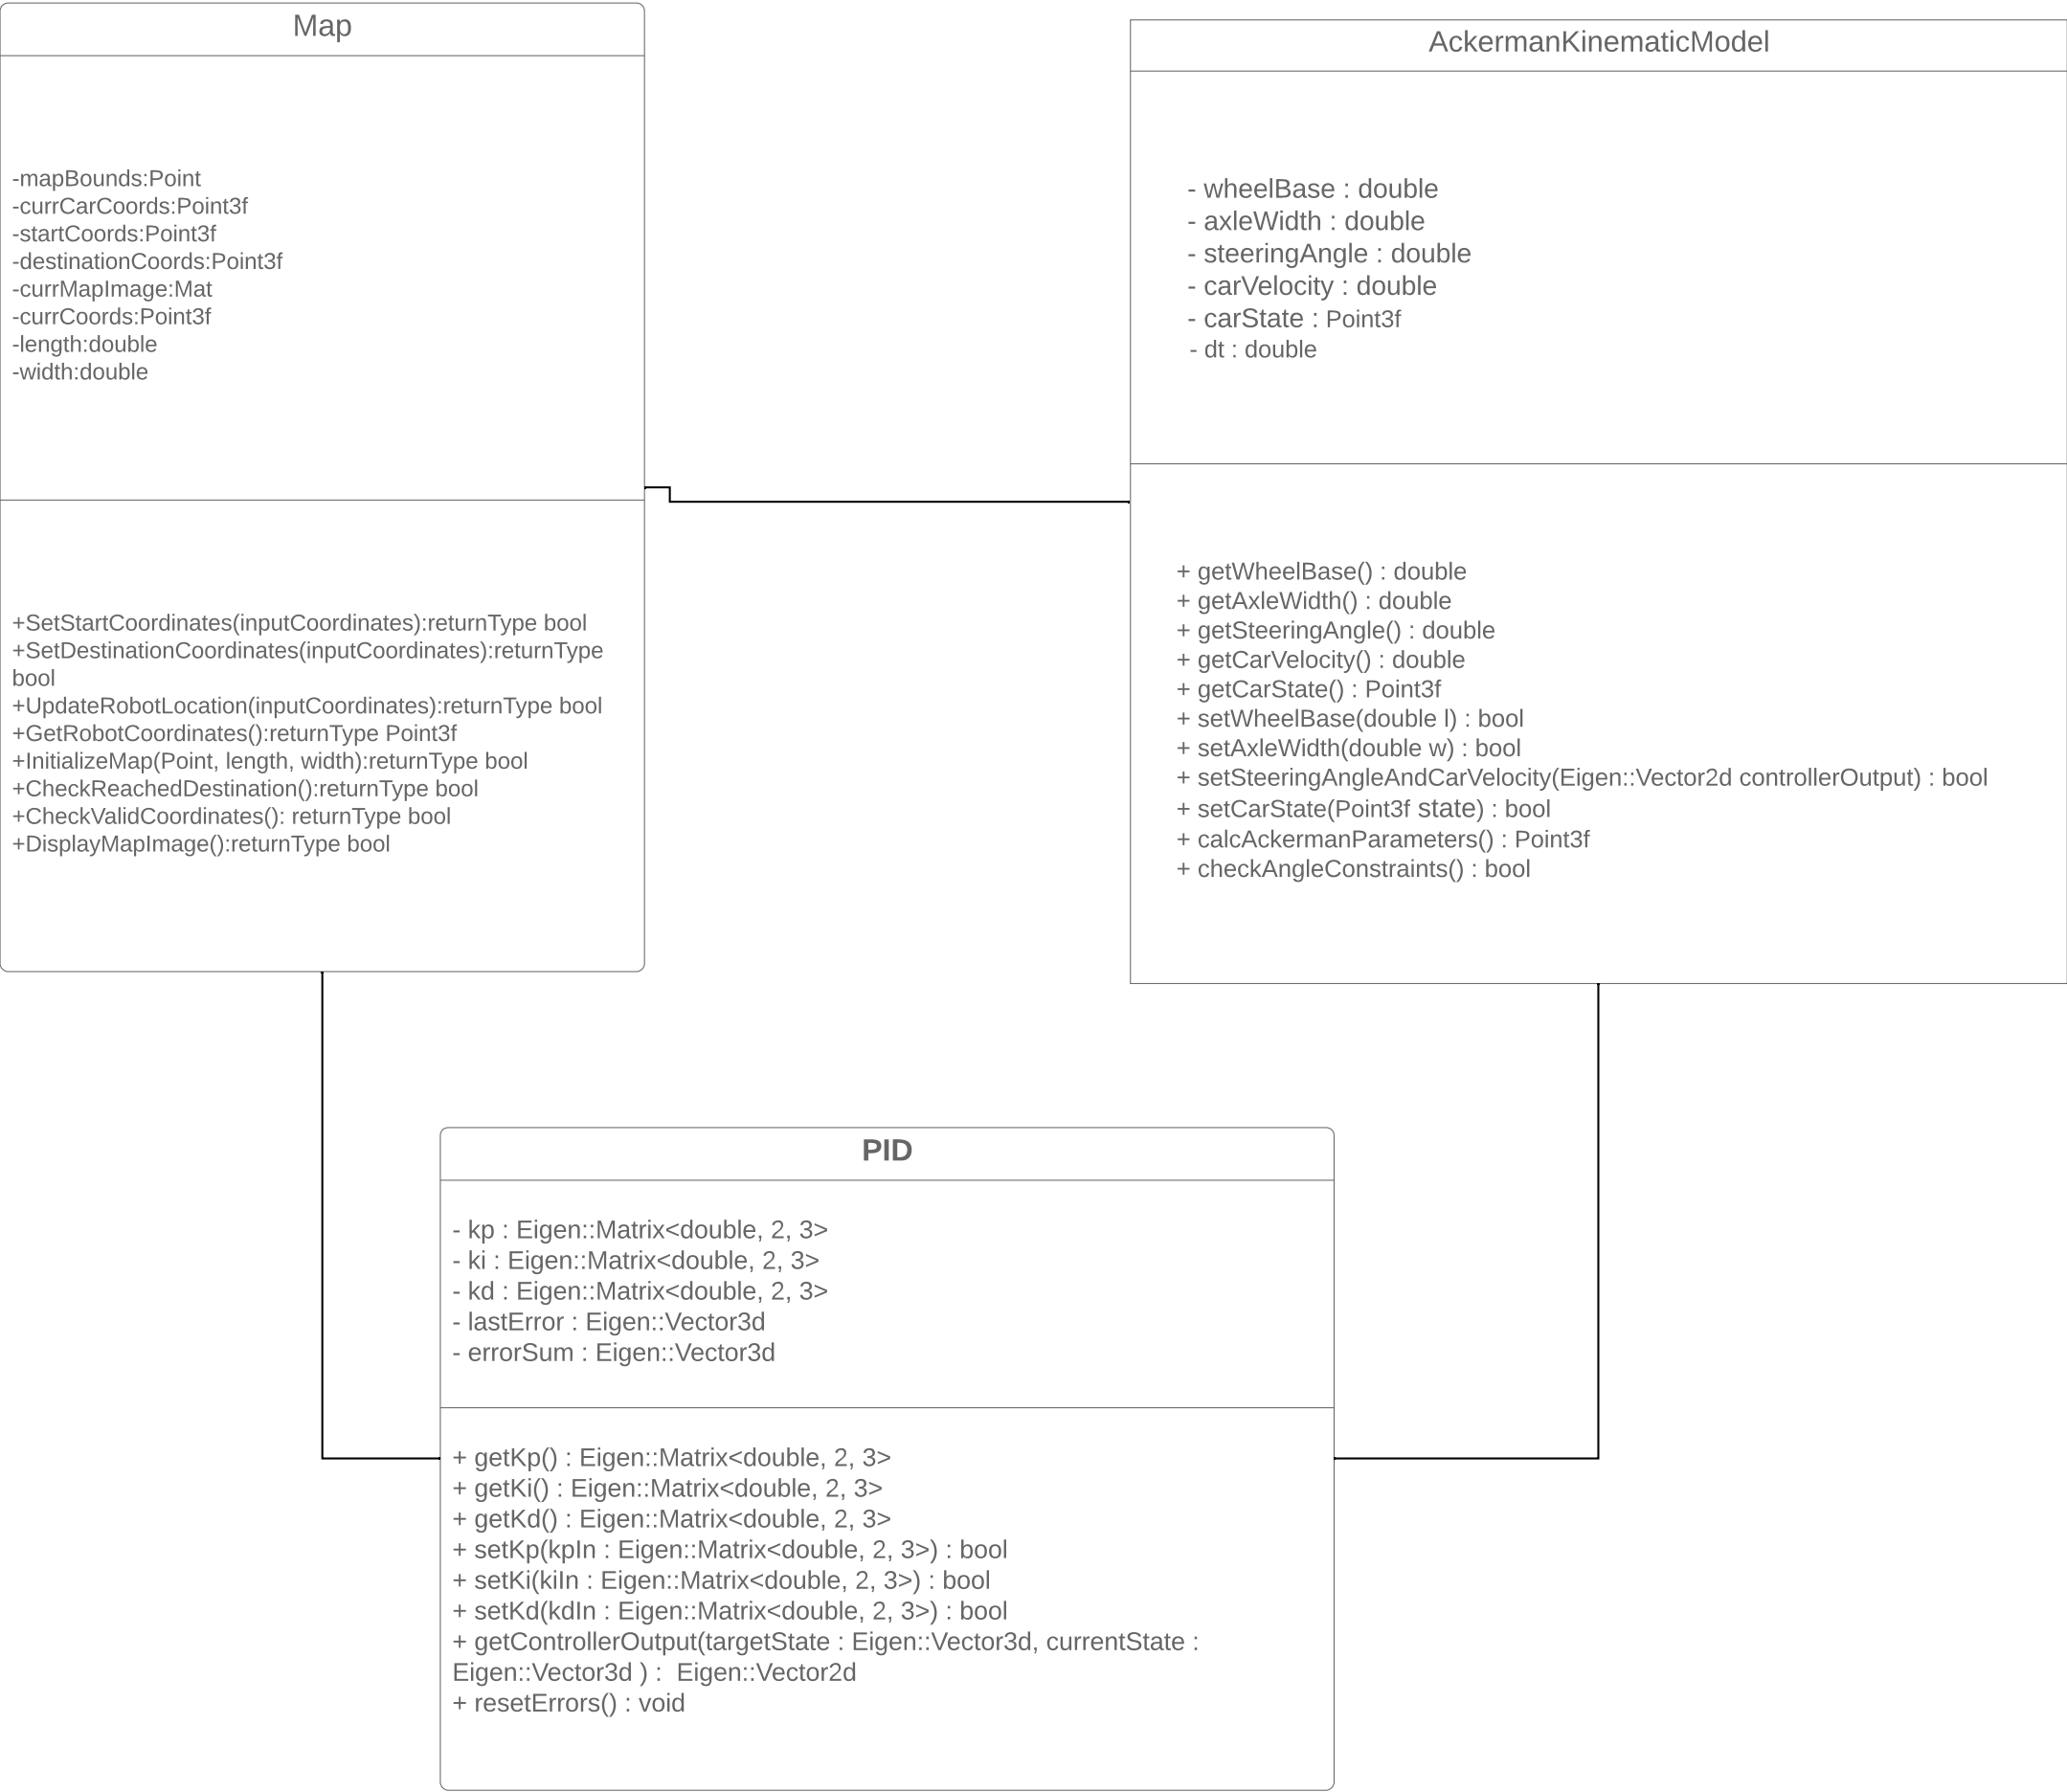 Map
-mapBounds:Point
-currCarCoords:Point3f
-startCoords:Point3f
-destinationCoords:Point3f
-currMapImage:Mat
-currCoords:Point3f
-length:double
-width:double
+SetStartCoordinates(inputCoordinates):returnType bool
+SetDestinationCoordinates(inputCoordinates):returnType
bool
+UpdateRobotLocation(inputCoordinates):returnType bool
+GetRobotCoordinates():returnType Point3f
+InitializeMap(Point, length, width):returnType bool
+CheckReachedDestination():returnType bool
+CheckValidCoordinates(): returnType bool
+DisplayMapImage():returnType bool
AckermanKinematicModel
- wheelBase : double
- axleWidth : double
- steeringAngle : double
- carVelocity : double
- carState : Point3f
- dt : double
+ getWheelBase() : double
+ getAxleWidth() : double
+ getSteeringAngle() : double
+ getCarVelocity() : double
+ getCarState() : Point3f
+ setWheelBase(double l) : bool
+ setAxleWidth(double w) : bool
+ setSteeringAngleAndCarVelocity(Eigen::Vector2d controllerOutput) : bool
+ setCarState(Point3f state) : bool
+ calcAckermanParameters() : Point3f
+ checkAngleConstraints() : bool
PID
- kp : Eigen::Matrix<double, 2, 3>
- ki : Eigen::Matrix<double, 2, 3>
- kd : Eigen::Matrix<double, 2, 3>
- lastError : Eigen::Vector3d
- errorSum : Eigen::Vector3d
+ getKp() : Eigen::Matrix<double, 2, 3>
+ getKi() : Eigen::Matrix<double, 2, 3>
+ getKd() : Eigen::Matrix<double, 2, 3>
+ setKp(kpIn : Eigen::Matrix<double, 2, 3>) : bool
+ setKi(kiIn : Eigen::Matrix<double, 2, 3>) : bool
+ setKd(kdIn : Eigen::Matrix<double, 2, 3>) : bool
+ getControllerOutput(targetState : Eigen::Vector3d, currentState :
Eigen::Vector3d ) :  Eigen::Vector2d
+ resetErrors() : void